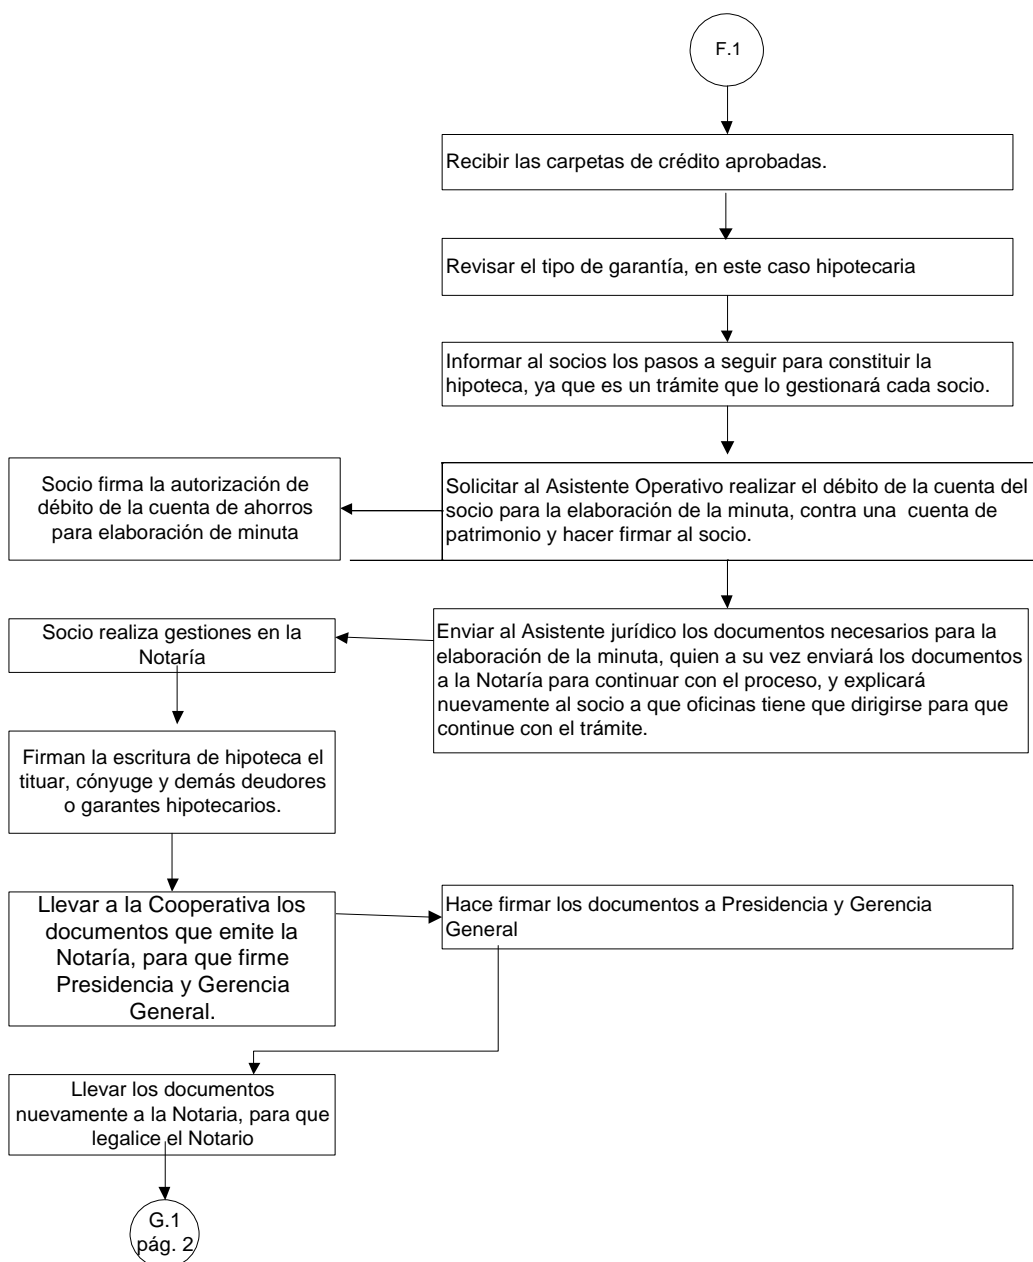 F.1
Recibir las carpetas de crédito aprobadas.
Revisar el tipo de garantía, en este caso hipotecaria
Informar al socios los pasos a seguir para constituir la
hipoteca, ya que es un trámite que lo gestionará cada socio.
Solicitar al Asistente Operativo realizar el débito de la cuenta del
socio para la elaboración de la minuta, contra una cuenta de
patrimonio y hacer firmar al socio.
Socio firma la autorización de
débito de la cuenta de ahorros
para elaboración de minuta
Enviar al Asistente jurídico los documentos necesarios para la
elaboración de la minuta, quien a su vez enviará los documentos
a la Notaría para continuar con el proceso, y explicará
nuevamente al socio a que oficinas tiene que dirigirse para que
continue con el trámite.
Socio realiza gestiones en la
Notaría
Firman la escritura de hipoteca el
tituar, cónyuge y demás deudores
o garantes hipotecarios.
Llevar a la Cooperativa los
documentos que emite la
Notaría, para que firme
Presidencia y Gerencia
General.
Hace firmar los documentos a Presidencia y Gerencia
General
Llevar los documentos
nuevamente a la Notaria, para que
legalice el Notario
G.1
pág. 2